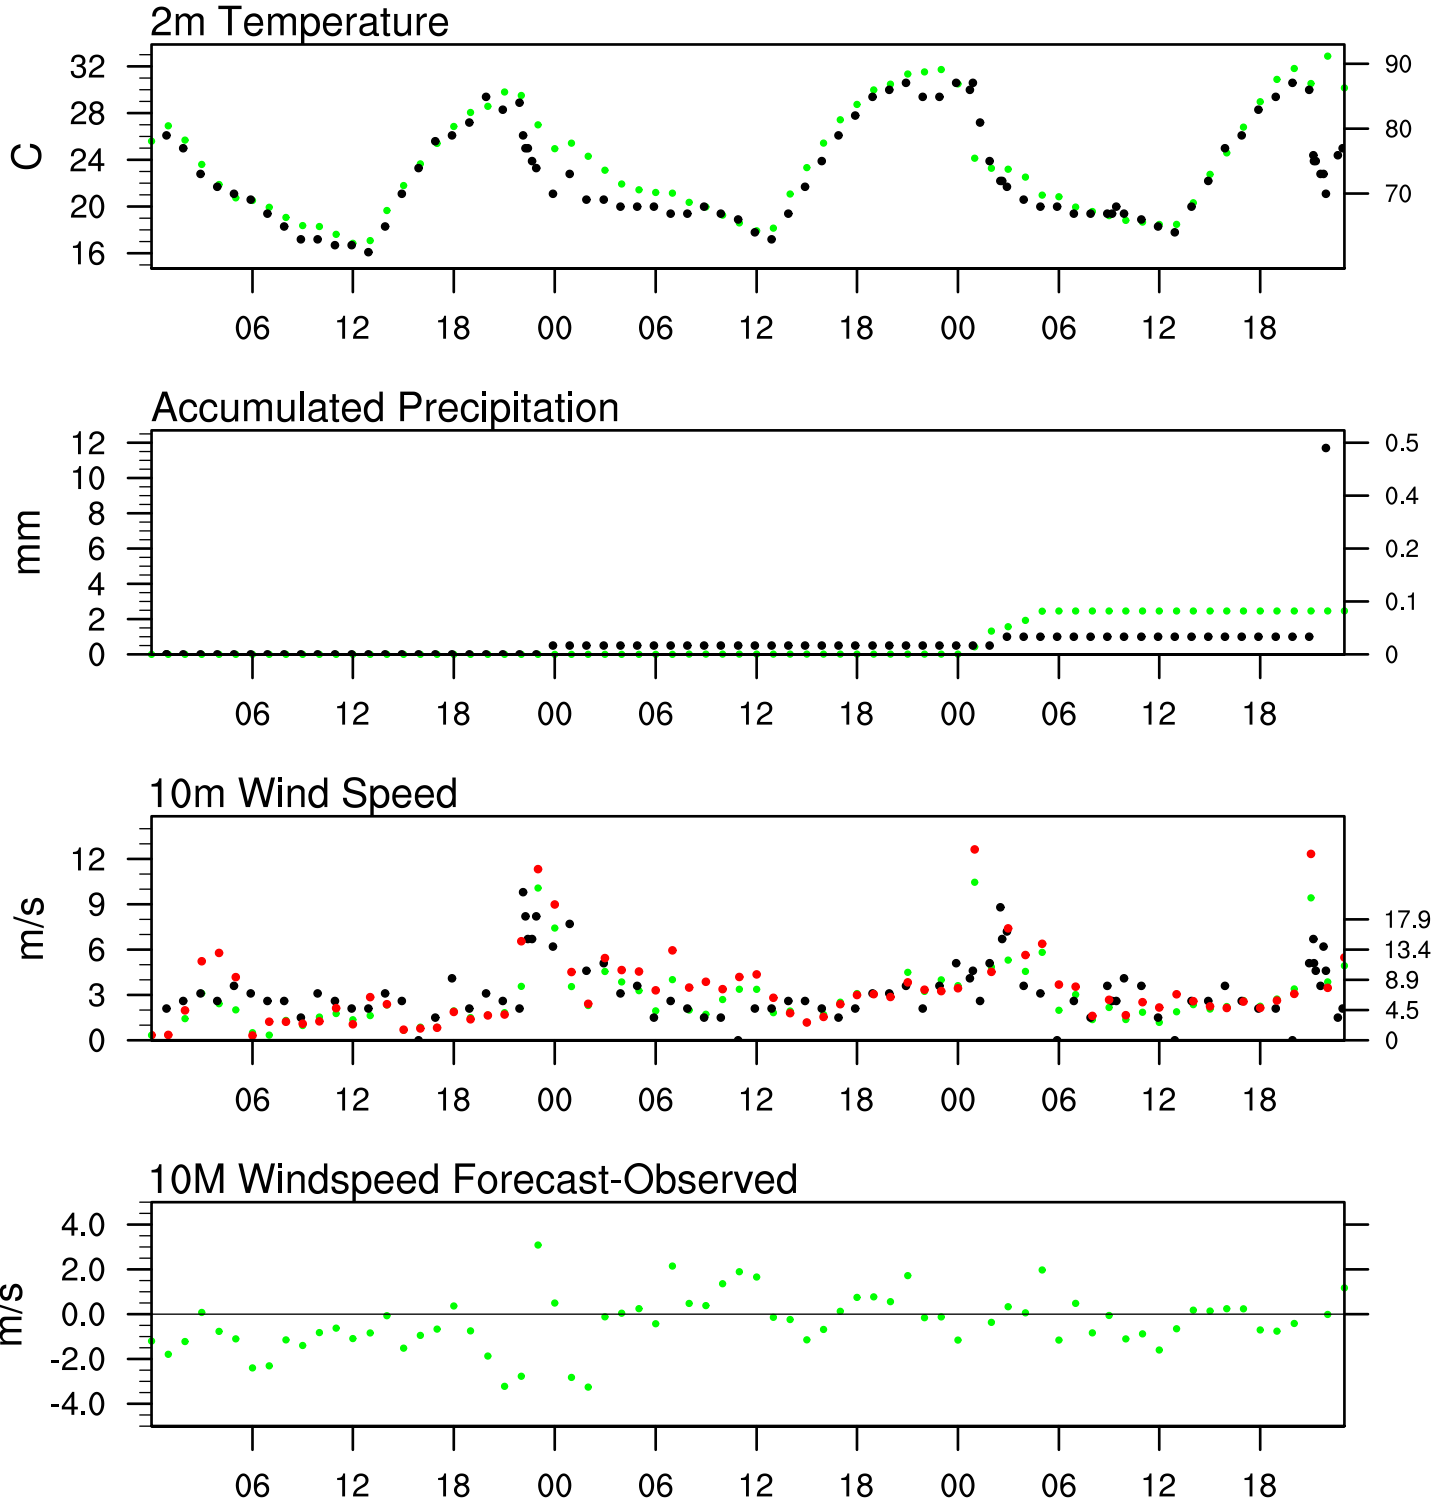 2m Temperature
C
32
28
24
20
16
90
80
70
06 12 18 00 06 12 18 00 06 12 18
Accumulated Precipitation
mm
12
10
8
6
4
2
0
0.5
0.4
0.2
0.1
0
06 12 18 00 06 12 18 00 06 12 18
10m Wind Speed
m/s
12
9
6
3
0
17.9
13.4
8.9
4.5
0
06 12 18 00 06 12 18 00 06 12 18
10M Windspeed Forecast-Observed
m/s
4.0
2.0
0.0
-2.0
-4.0
06 12 18 00 06 12 18 00 06 12 18